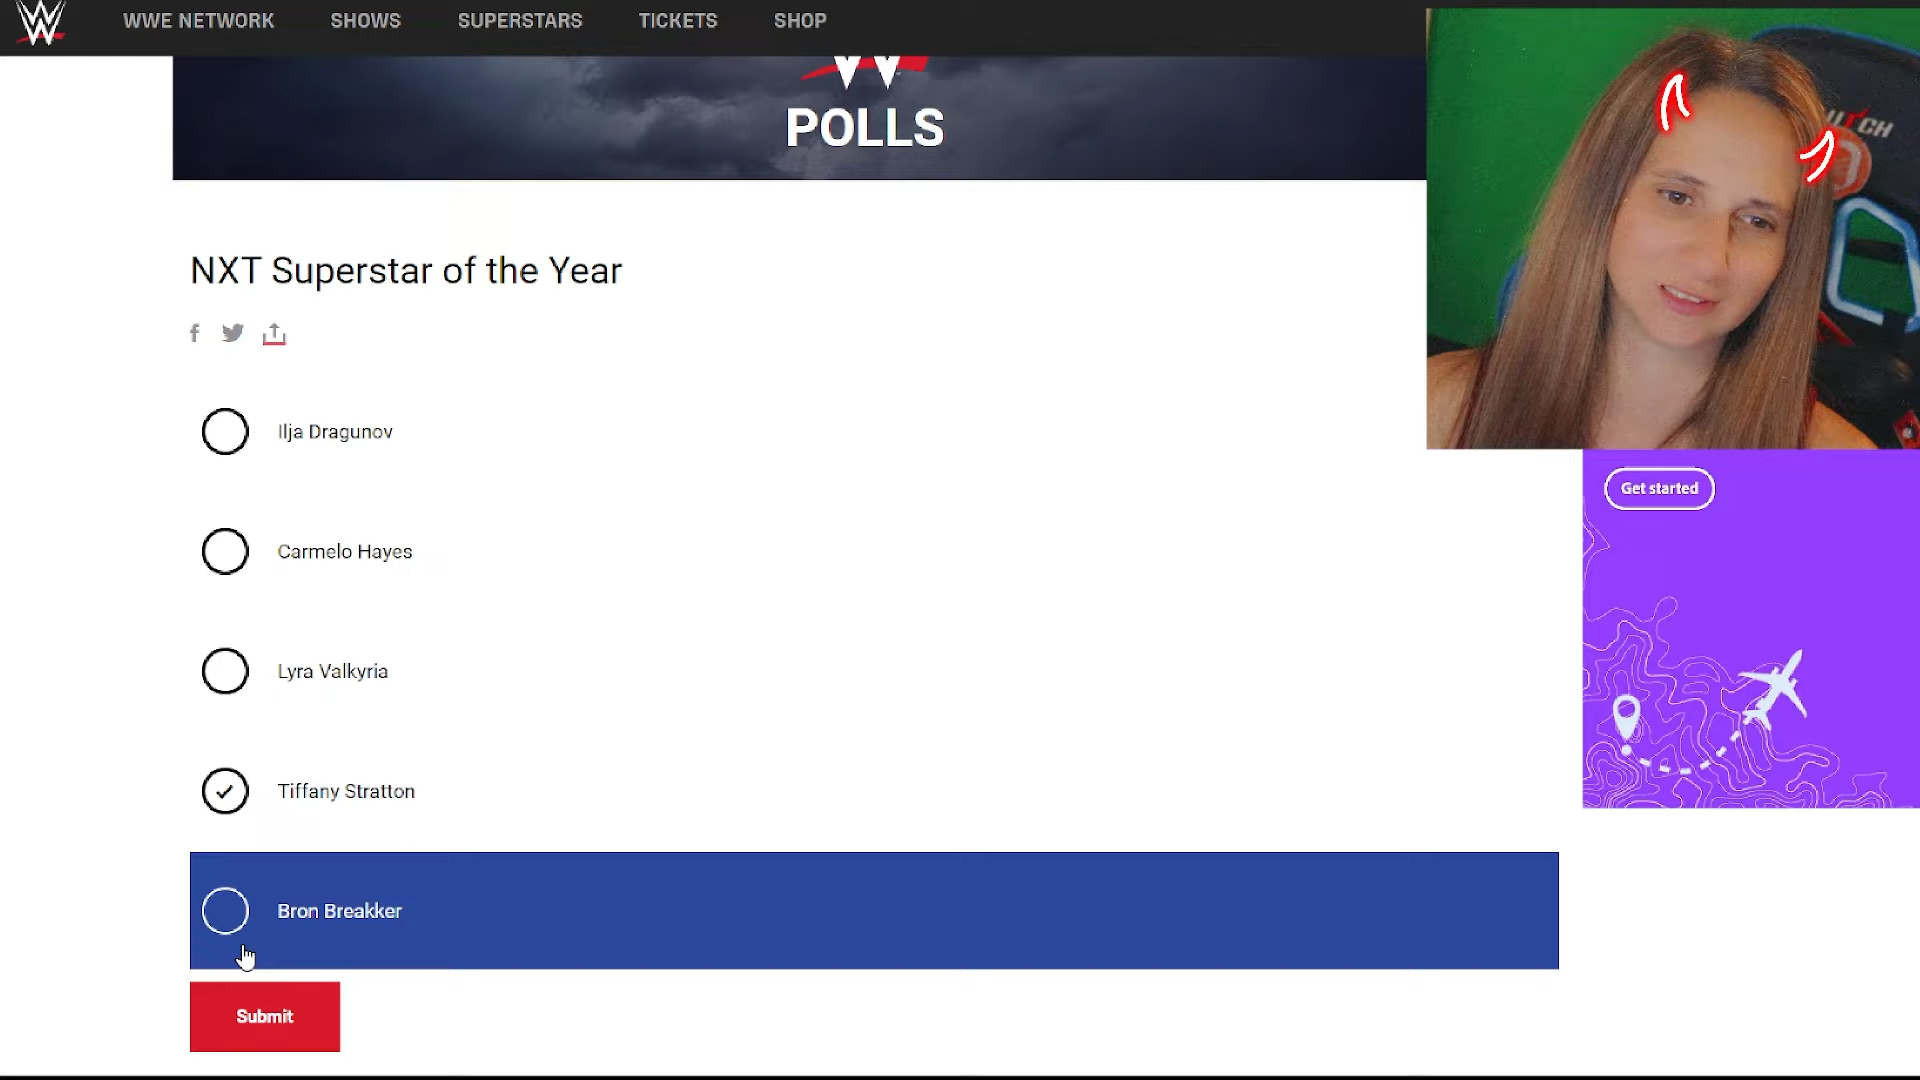 WWE NETWORK SHOWS SUPERSTARS TICKETS SHOP
POLLS
NXT Superstar of the Year
Ilja Dragunov
Carmelo Hayes
Lyra Valkyria
Tiffany Stratton
Bron Breakker
Submit
Get started